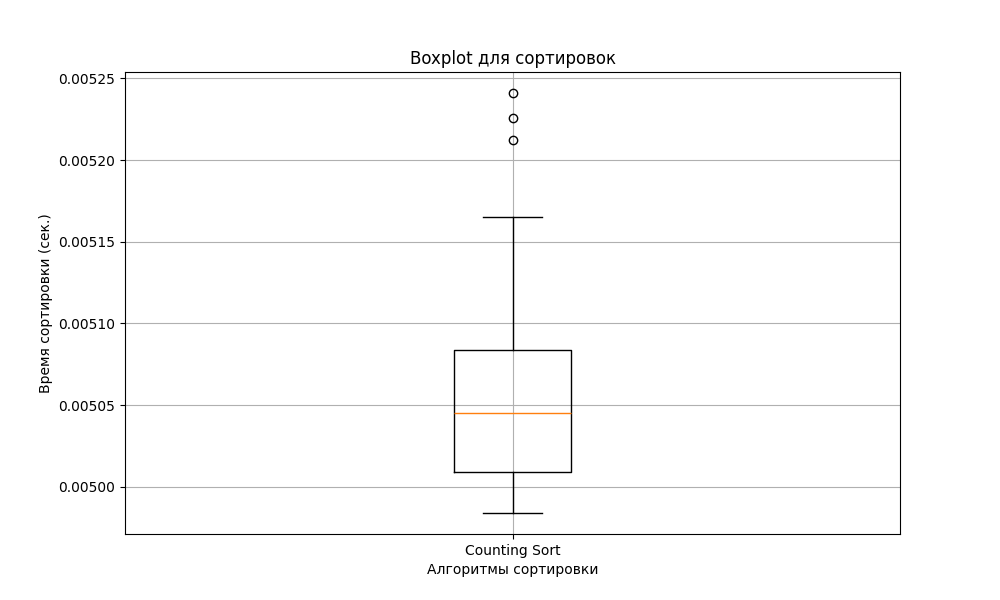 Boxplot для сортировок
0.00525
0.00520
0.00515
0.00510
0.00505
0.00500
Время сортировки (сек.)
Counting Sort
Алгоритмы сортировки